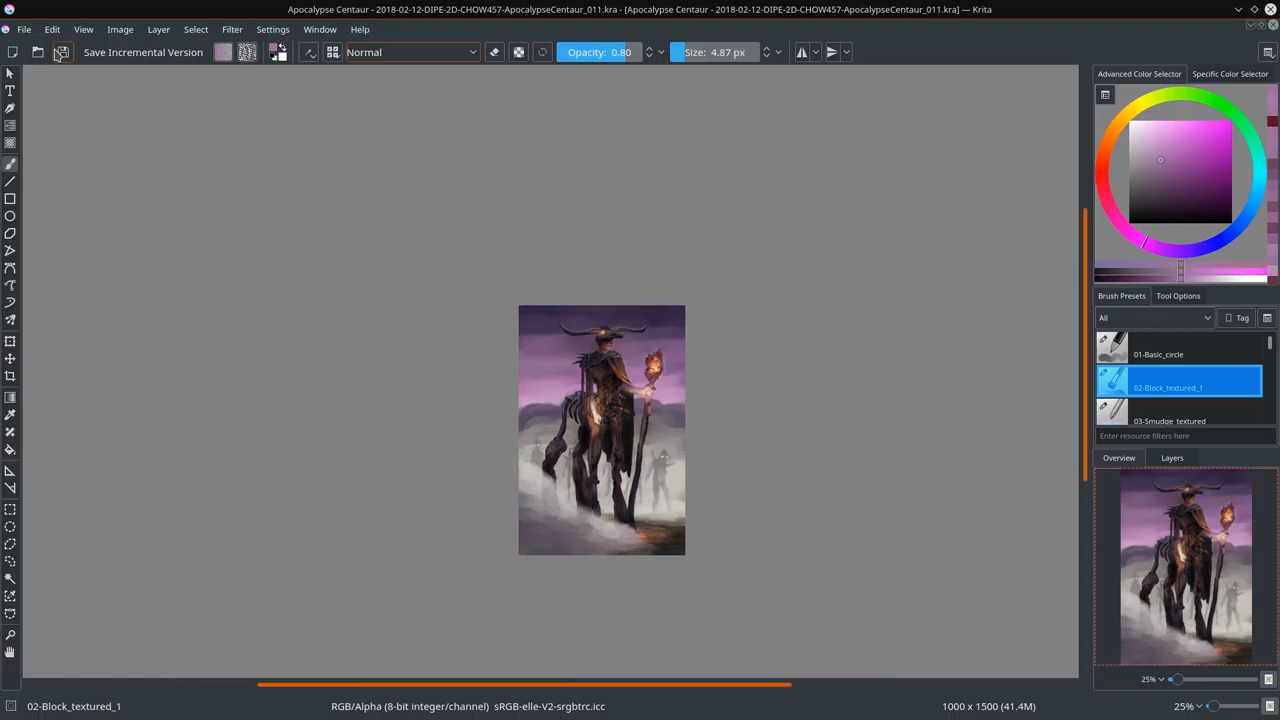 Apocalypse Centaur - 2018-02-12-DIPE-2D-CHOW457-ApocalypseCentaur_011.kra - [Apocalypse Centaur - 2018-02-12-DIPE-2D-CHOW457-ApocalypseCentaur_011.kra] — Krita
File Edit View Image Layer Select Filter Settings Window Help
Save Incremental Version Normal Opacity: 0.80 Size: 4.87 px
Advanced Color Selector Specific Color Selector
Brush Presets Tool Options
All Tag
01-Basic_circle
02-Block_textured_1
03-Smudge_textured
Enter resource filters here
Overview Layers
25%
02-Block_textured_1 RGB/Alpha (8-bit integer/channel) sRGB-elle-V2-srgbtrc.icc 1000 x 1500 (41.4M) 25%